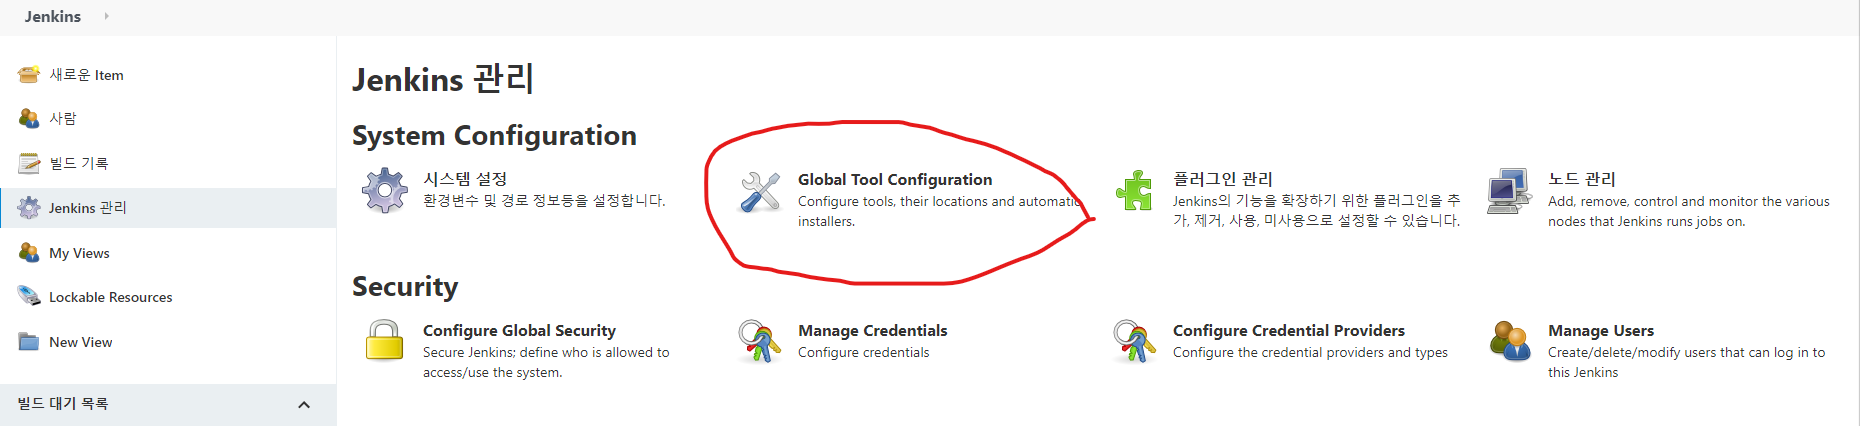 Jenkins
새로운 Item
사람
빌드 기록
Jenkins 관리
My Views
Lockable Resources
New View
빌드 대기 목록
Jenkins 관리
System Configuration
시스템 설정
환경변수 및 경로 정보등을 설정합니다.
Global Tool Configuration
Configure tools, their locations and automatic
installers.
플러그인 관리
Jenkins의 기능을 확장하기 위한 플러그인을 추
가, 제거, 사용, 미사용으로 설정할 수 있습니다.
노드 관리
Add, remove, control and monitor the various
nodes that Jenkins runs jobs on.
Security
Configure Global Security
Secure Jenkins; define who is allowed to
access/use the system.
Manage Credentials
Configure credentials
Configure Credential Providers
Configure the credential providers and types
Manage Users
Create/delete/modify users that can log in to
this Jenkins